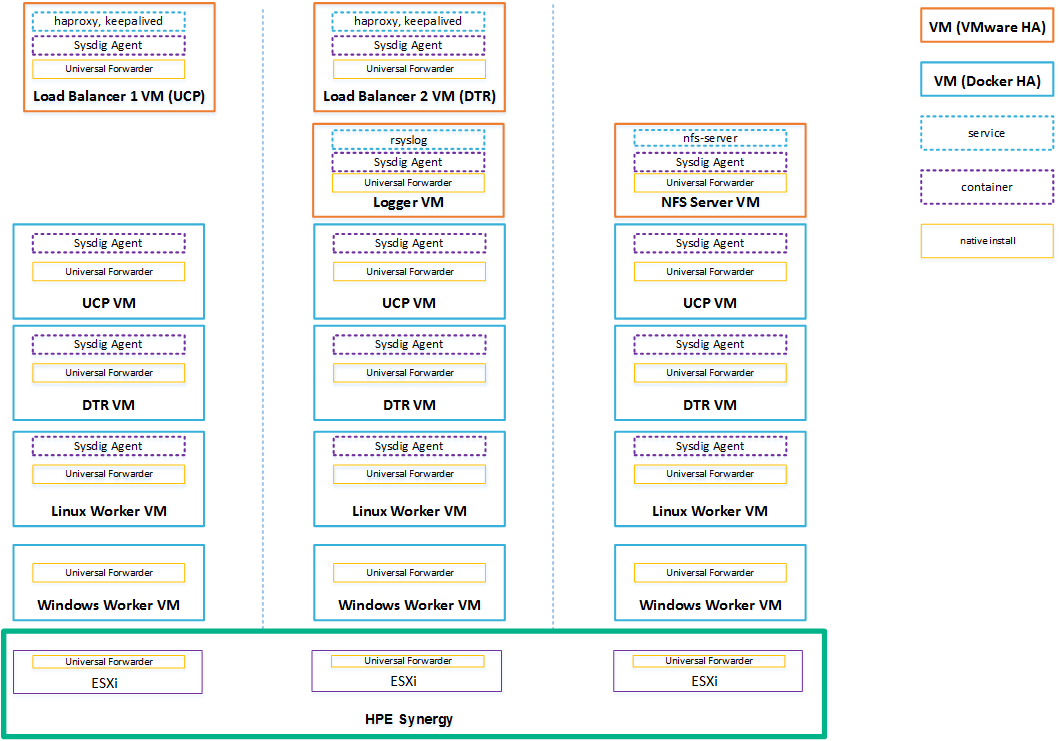 haproxy, keepalived
Sysdig Agent
Universal Forwarder
Load Balancer 1 VM (UCP)
haproxy, keepalived
Sysdig Agent
Universal Forwarder
Load Balancer 2 VM (DTR)
VM (VMware HA)
VM (Docker HA)
service
container
native install
rsyslog
Sysdig Agent
Universal Forwarder
Logger VM
nfs-server
Sysdig Agent
Universal Forwarder
NFS Server VM
Sysdig Agent
Universal Forwarder
UCP VM
Sysdig Agent
Universal Forwarder
UCP VM
Sysdig Agent
Universal Forwarder
UCP VM
Sysdig Agent
Universal Forwarder
DTR VM
Sysdig Agent
Universal Forwarder
DTR VM
Sysdig Agent
Universal Forwarder
DTR VM
Sysdig Agent
Universal Forwarder
Linux Worker VM
Sysdig Agent
Universal Forwarder
Linux Worker VM
Sysdig Agent
Universal Forwarder
Linux Worker VM
Universal Forwarder
Windows Worker VM
Universal Forwarder
Windows Worker VM
Universal Forwarder
Windows Worker VM
Universal Forwarder
ESXi
Universal Forwarder
ESXi
Universal Forwarder
ESXi
HPE Synergy